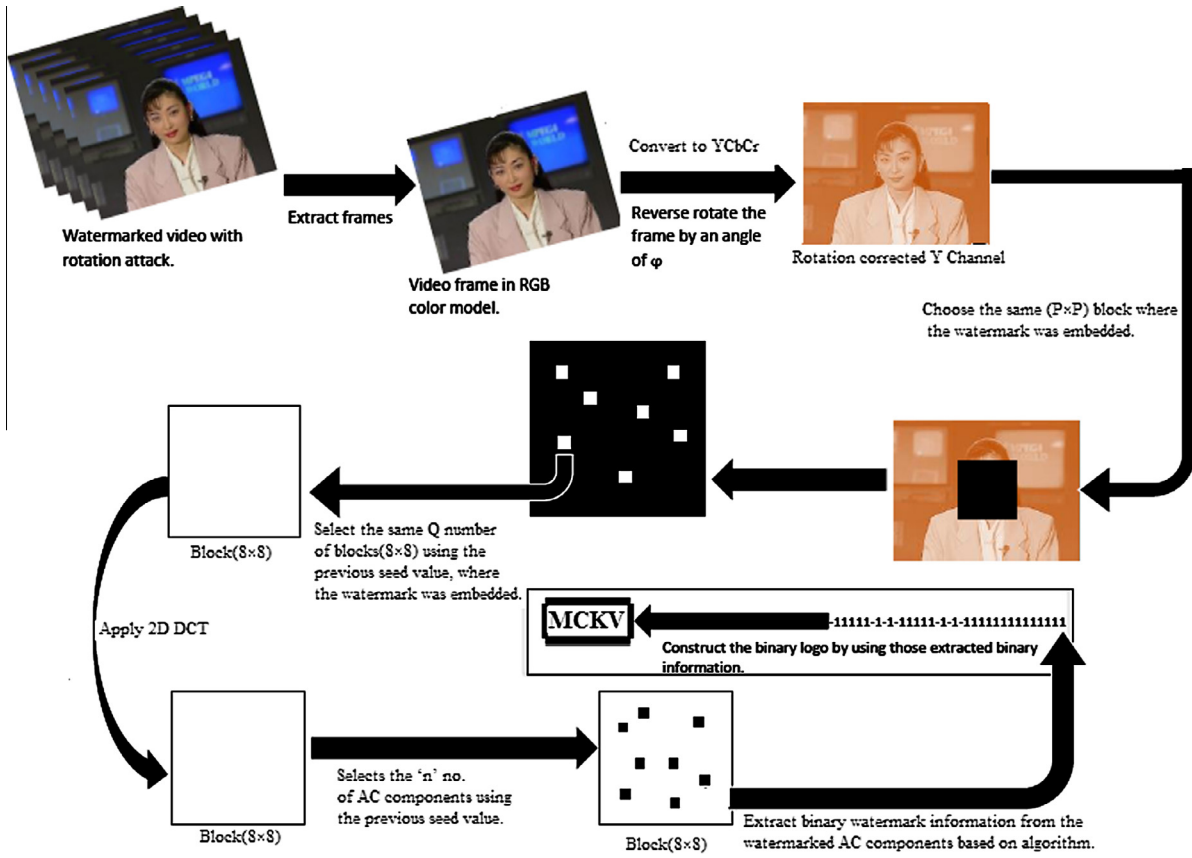 MPEG4
WORLD
Watermarked video with
rotation attack.
Extract frames
MPEG4
WORLD
Video frame in RGB
color model.
Convert to YCbCr
Reverse rotate the
frame by an angle
of φ
Rotation corrected Y Channel
Choose the same (P×P) block where
the watermark was embedded.
Select the same Q number
of blocks(8×8) using the
previous seed value, where
the watermark was embedded.
Block(8×8)
Apply 2D DCT
Block(8×8)
Selects the ‘n’ no.
of AC components using
the previous seed value.
Block(8×8)
Extract binary watermark information from the
watermarked AC components based on algorithm.
MCKV
-11111-1-1-11111-1-1-11111111111111
Construct the binary logo by using those extracted binary
information.